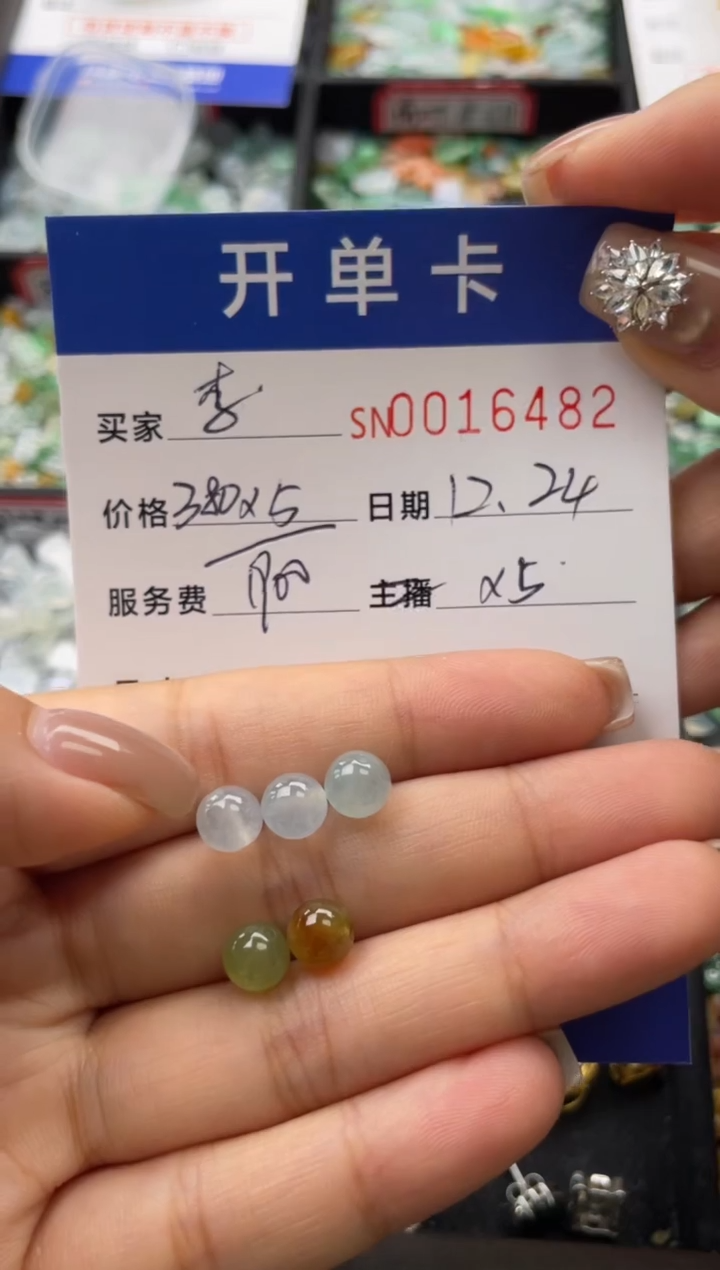 开单卡
买家 李 SN0016482
价格 380x5 日期 12.24
服务费 1900 主播 x5